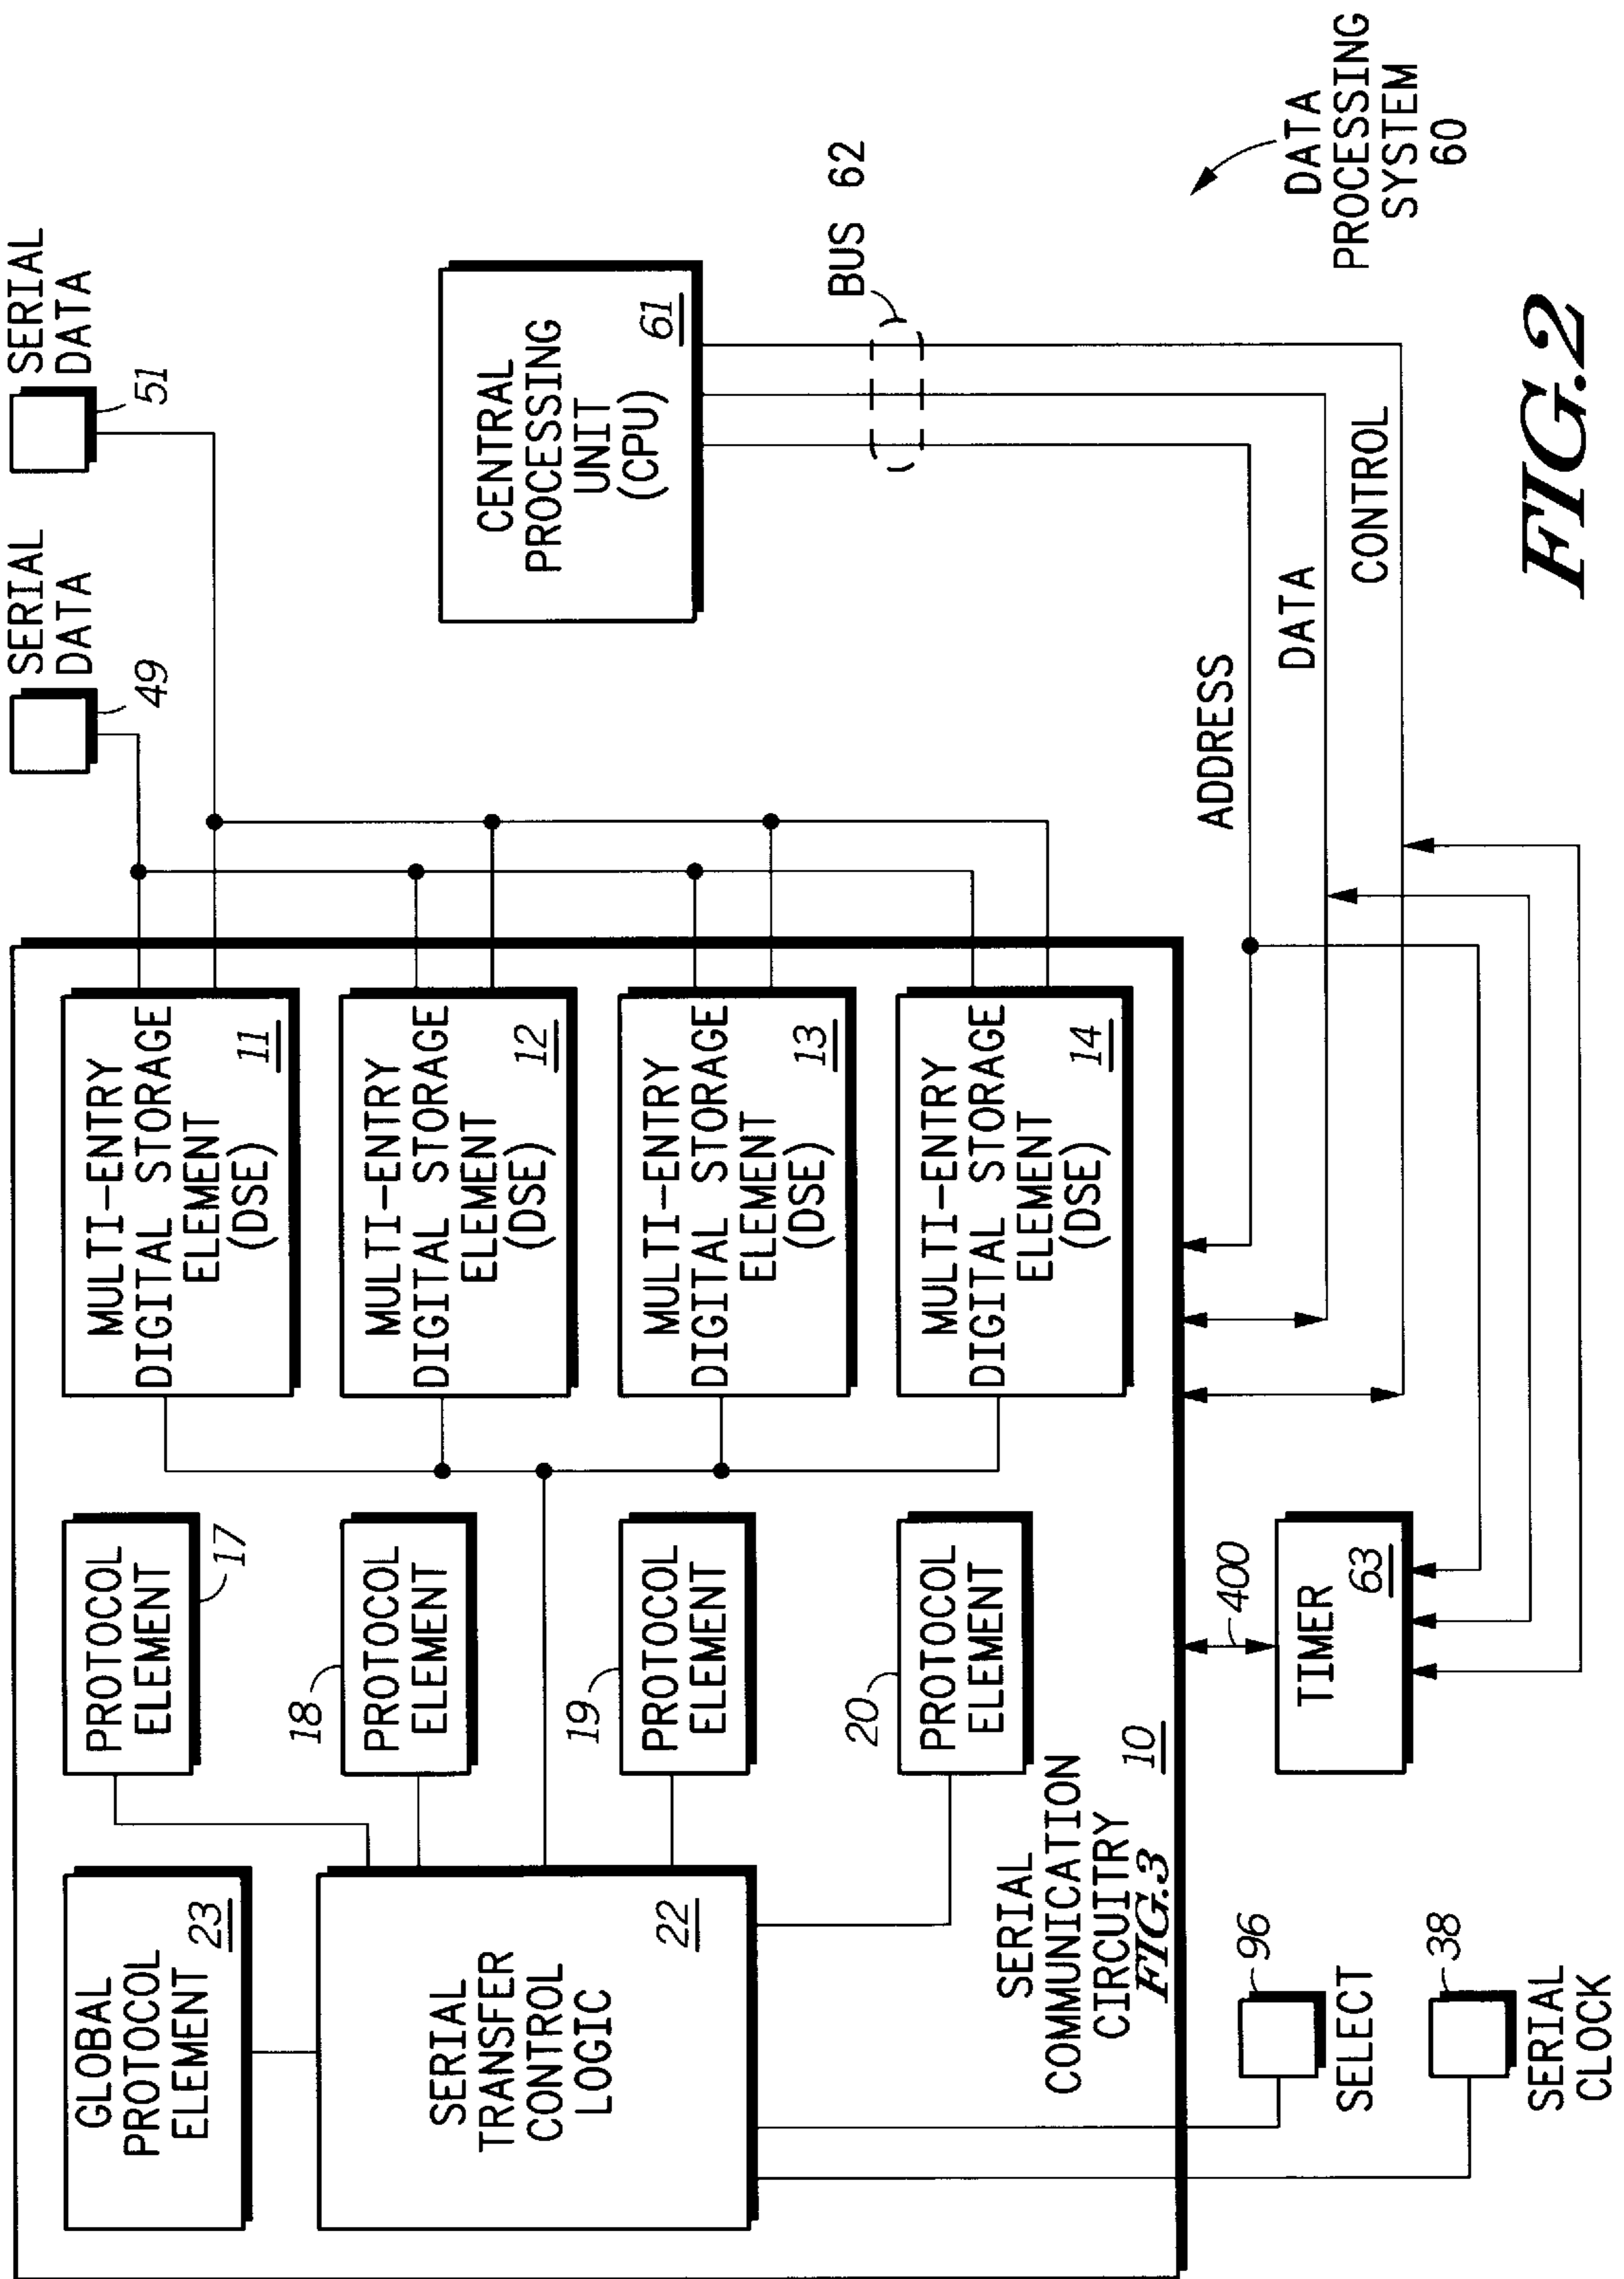 GLOBAL
PROTOCOL
ELEMENT
23
SERIAL
TRANSFER
CONTROL
LOGIC
22
PROTOCOL
ELEMENT
17
18
PROTOCOL
ELEMENT
19
PROTOCOL
ELEMENT
20
PROTOCOL
ELEMENT
MULTI-ENTRY
DIGITAL STORAGE
ELEMENT
(DSE)
11
MULTI-ENTRY
DIGITAL STORAGE
ELEMENT
(DSE)
12
MULTI-ENTRY
DIGITAL STORAGE
ELEMENT
(DSE)
13
MULTI-ENTRY
DIGITAL STORAGE
ELEMENT
(DSE)
14
SERIAL
COMMUNICATION
CIRCUITRY
10
FIG.3
SERIAL
DATA
49
SERIAL
DATA
51
CENTRAL
PROCESSING
UNIT
(CPU)
61
BUS 62
ADDRESS
DATA
CONTROL
400
TIMER
63
96
SELECT
38
SERIAL
CLOCK
DATA
PROCESSING
SYSTEM
60
FIG.2